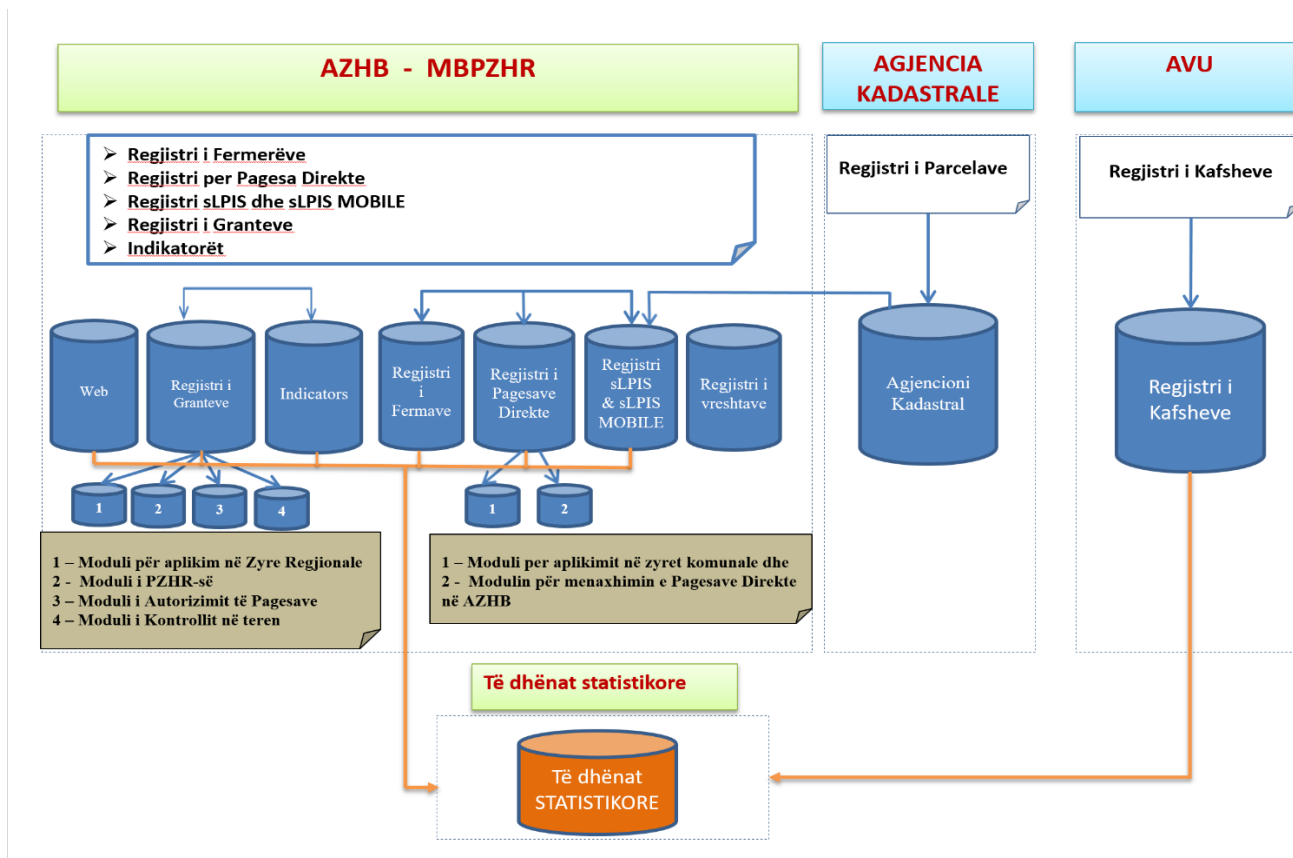 AZHB - MBPZHR
AGJENCIA
KADASTRALE
AVU
➢ Regjistri i Fermerëve
➢ Regjistri per Pagesa Direkte
➢ Regjistri sLPIS dhe sLPIS MOBILE
➢ Regjistri i Granteve
➢ Indikatorët
Regjistri i Parcelave
Regjistri i Kafsheve
Web
Regjistri i
Granteve
Indicators
Regjistri
i
Fermave
Regjistri i
Pagesave
Direkte
Regjistri
sLPIS
& sLPIS
MOBILE
Regjistri i
vreshtave
Agjencioni
Kadastral
Regjistri i
Kafsheve
1
2
3
4
1
2
1 – Moduli për aplikim në Zyre Regjionale
2 - Moduli i PZHR-së
3 – Moduli i Autorizimit të Pagesave
4 – Moduli i Kontrollit në teren
1 – Moduli per aplikimit në zyret komunale dhe
2 - Modulin për menaxhimin e Pagesave Direkte
në AZHB
Të dhënat statistikore
Të dhënat
STATISTIKORE